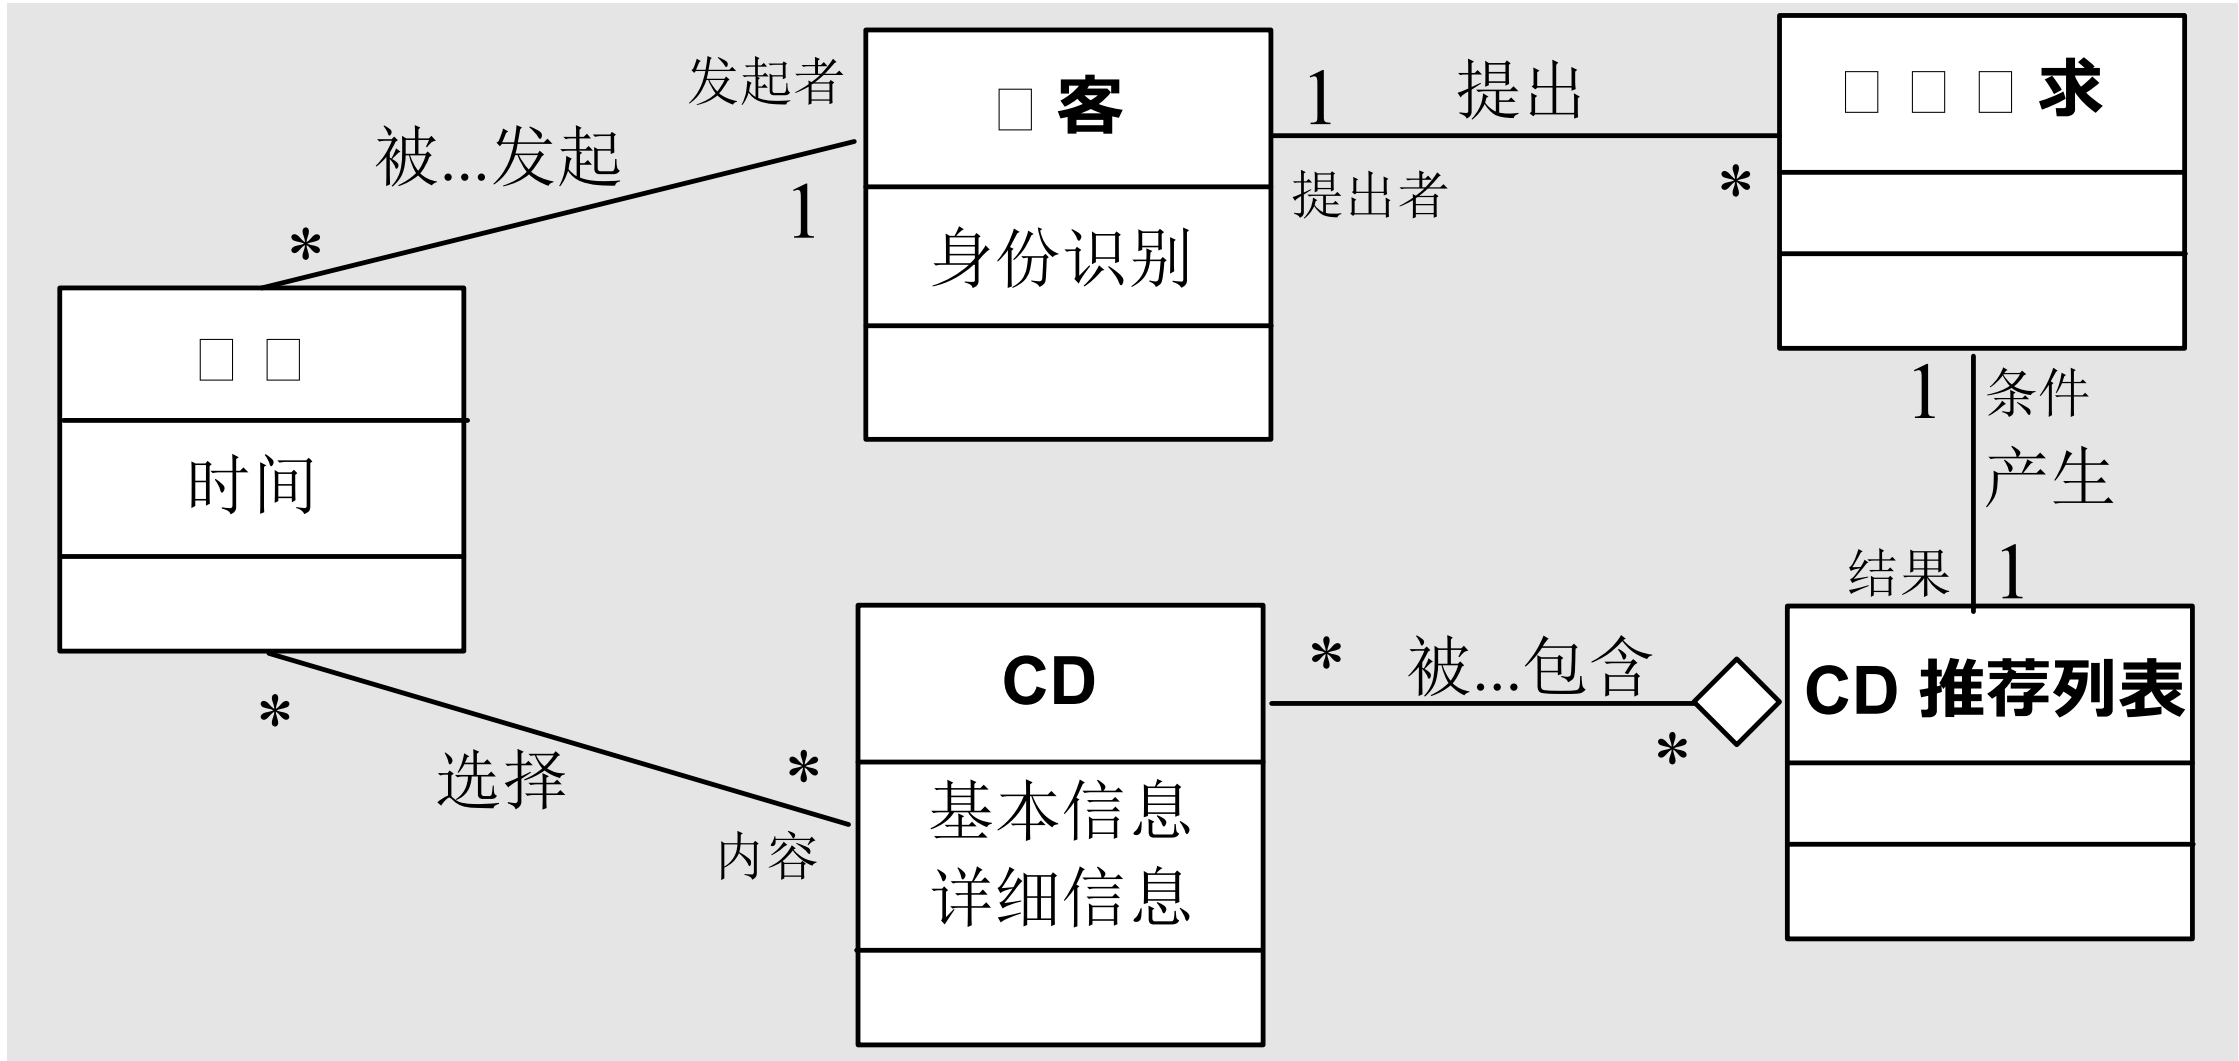 发起者
被...发起
*
1
□客
身份识别
1
提出
提出者
*
□□□求
□□
时间
1
条件
产生
结果
1
*
选择
*
内容
CD
基本信息
详细信息
*
被...包含
*
CD 推荐列表